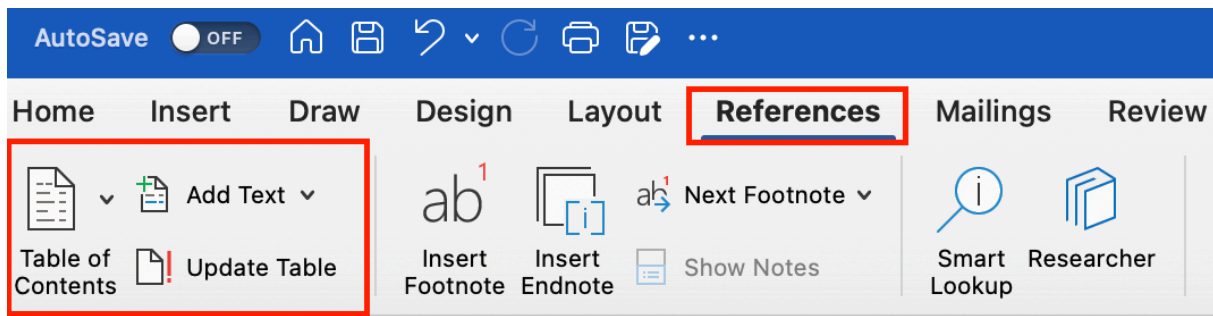 AutoSave OFF
Home Insert Draw Design Layout References Mailings Review
Add Text
Next Footnote
Table of
Contents
Update Table
Insert
Footnote
Insert
Endnote
Show Notes
Smart
Lookup
Researcher